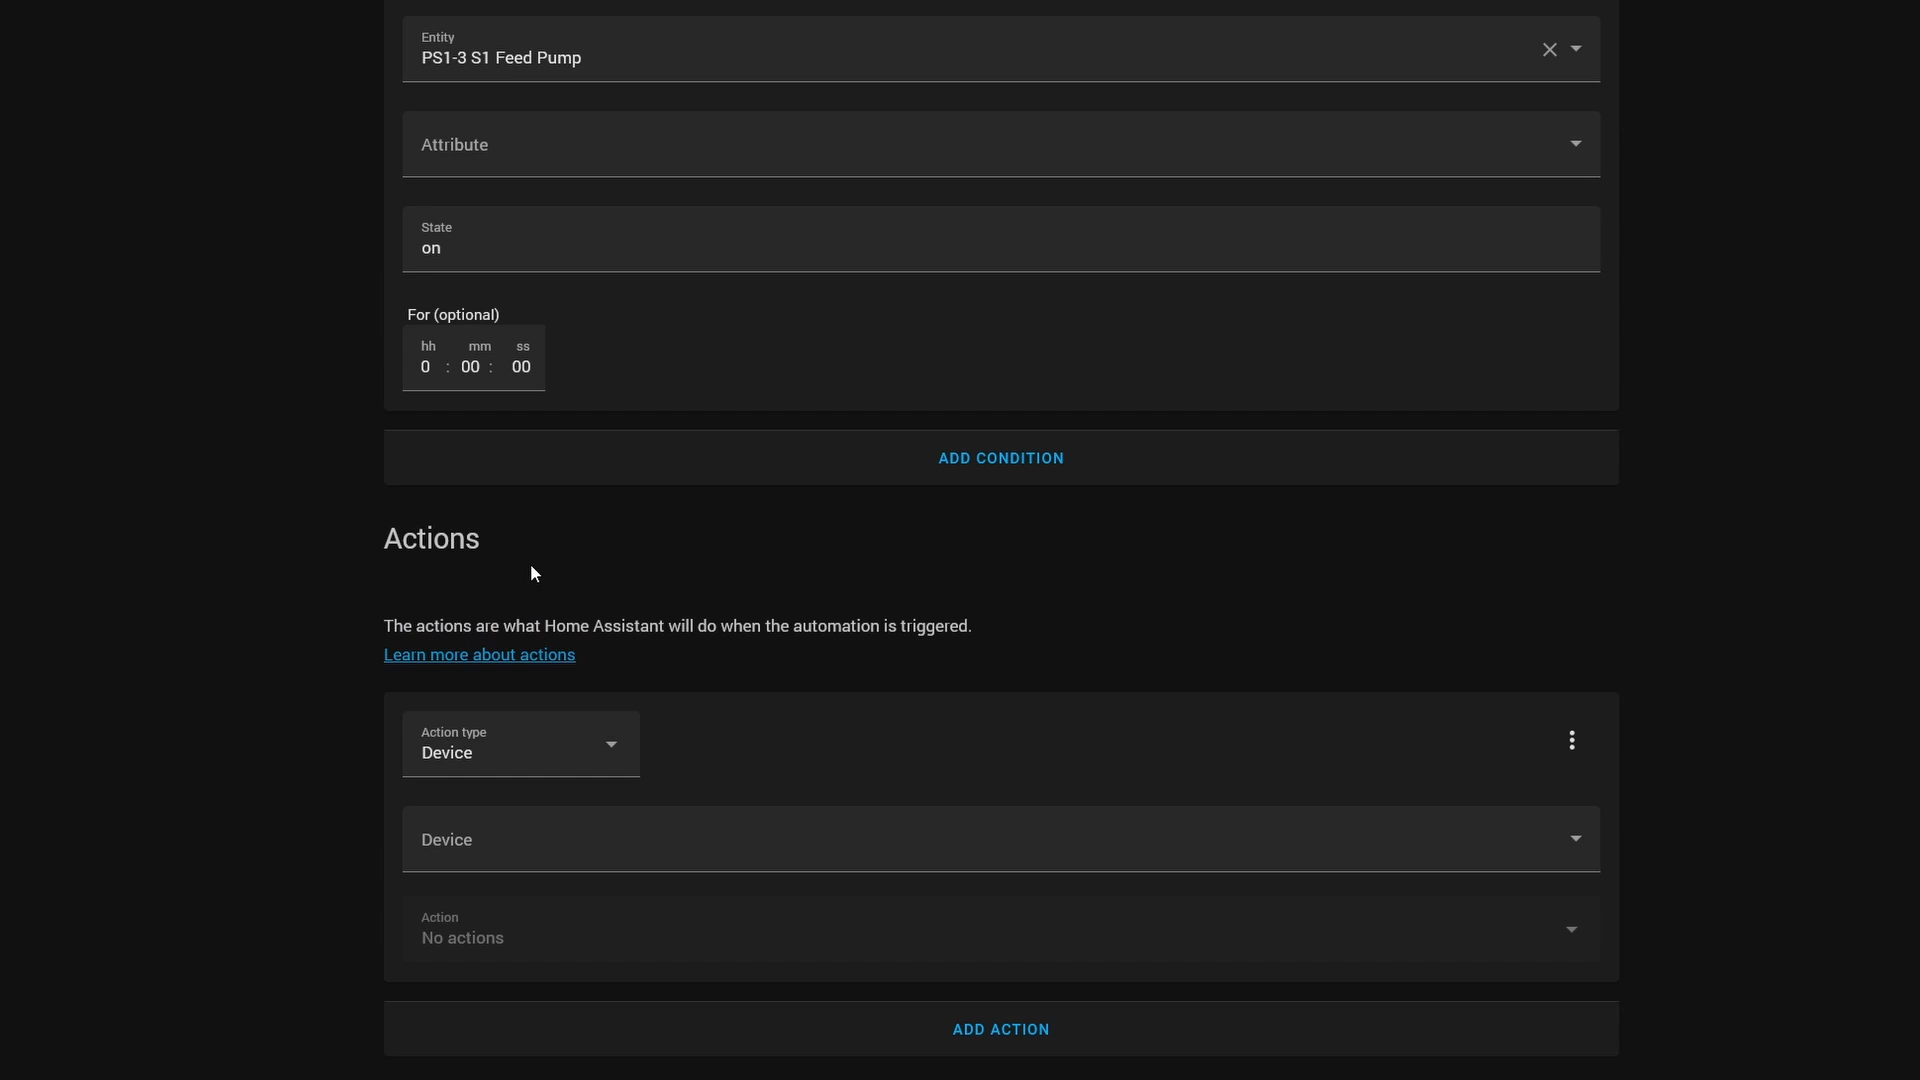 Entity
PS1-3 S1 Feed Pump
Attribute
State
on
For (optional)
hh mm ss
0 : 00 : 00
ADD CONDITION
Actions
The actions are what Home Assistant will do when the automation is triggered.
Learn more about actions
Action type
Device
Device
Action
No actions
ADD ACTION